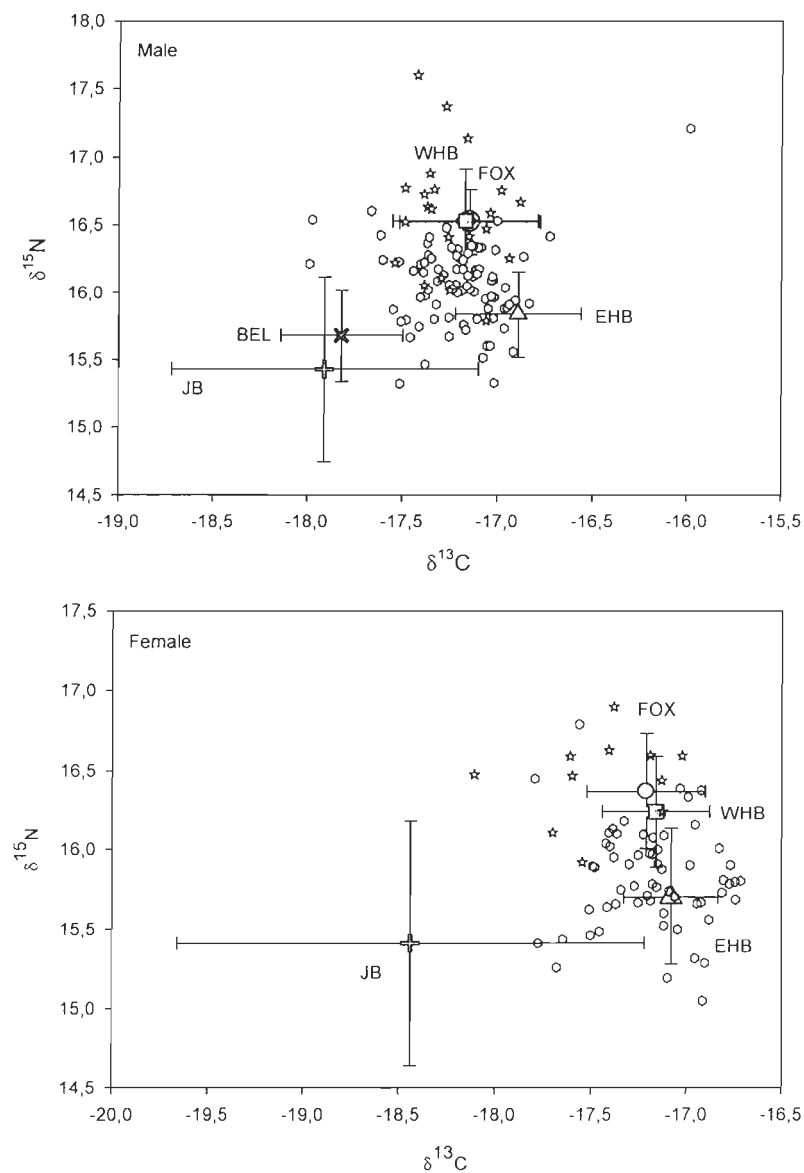 18,0
Male
17,5
17,0
WHB
FOX
16,5
δ15N
16,0
EHB
BEL
15,5
JB
15,0
14,5
-19,0 -18,5 -18,0 -17,5 -17,0 -16,5 -16,0 -15,5
δ13C
17,5
Female
17,0
FOX
16,5
WHB
δ15N
16,0
15,5
EHB
JB
15,0
14,5
-20,0 -19,5 -19,0 -18,5 -18,0 -17,5 -17,0 -16,5
δ13C